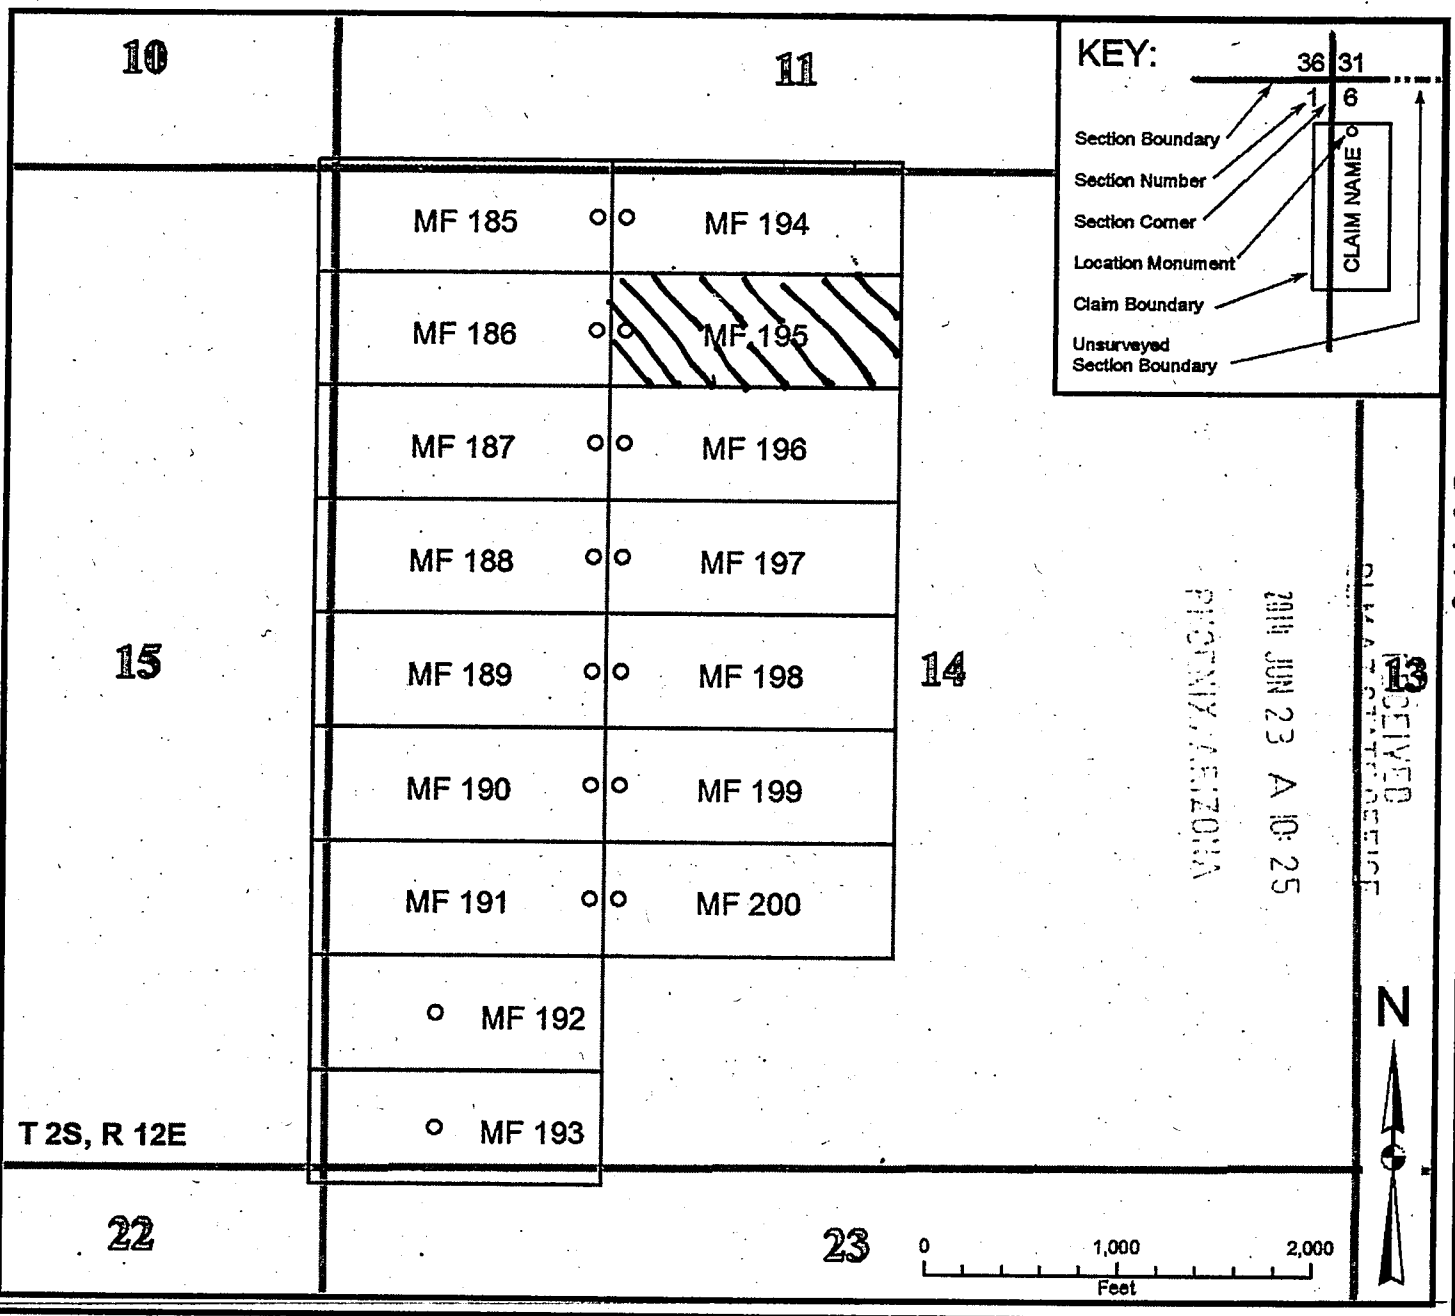 10
11
KEY:
36 31
1 6
Section Boundary
Section Number
Section Corner
Location Monument
Claim Boundary
Unsurveyed
Section Boundary
CLAIM NAME
MF 185
MF 194
MF 186
MF 195
MF 187
MF 196
MF 188
MF 197
MF 189
MF 198
MF 190
MF 199
MF 191
MF 200
MF 192
MF 193
15
14
13
2014 JUN 23 A 10:25
PHOENIX, ARIZONA
N
T 2S, R 12E
22
23
0 1,000 2,000
Feet